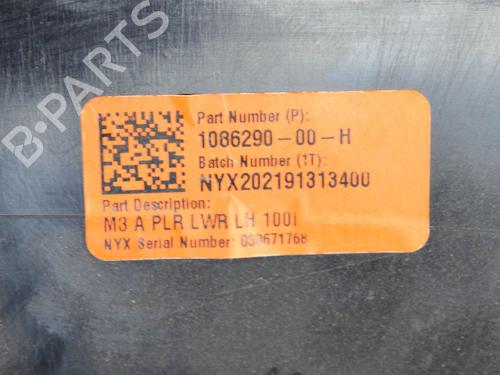 B-PARTS
Part Number (P):
1086290-00-H
Batch Number (1T):
NYX202191313400
Part Description:
M3 A PLR LWR LH 100I
NYX Serial Number: 030671768